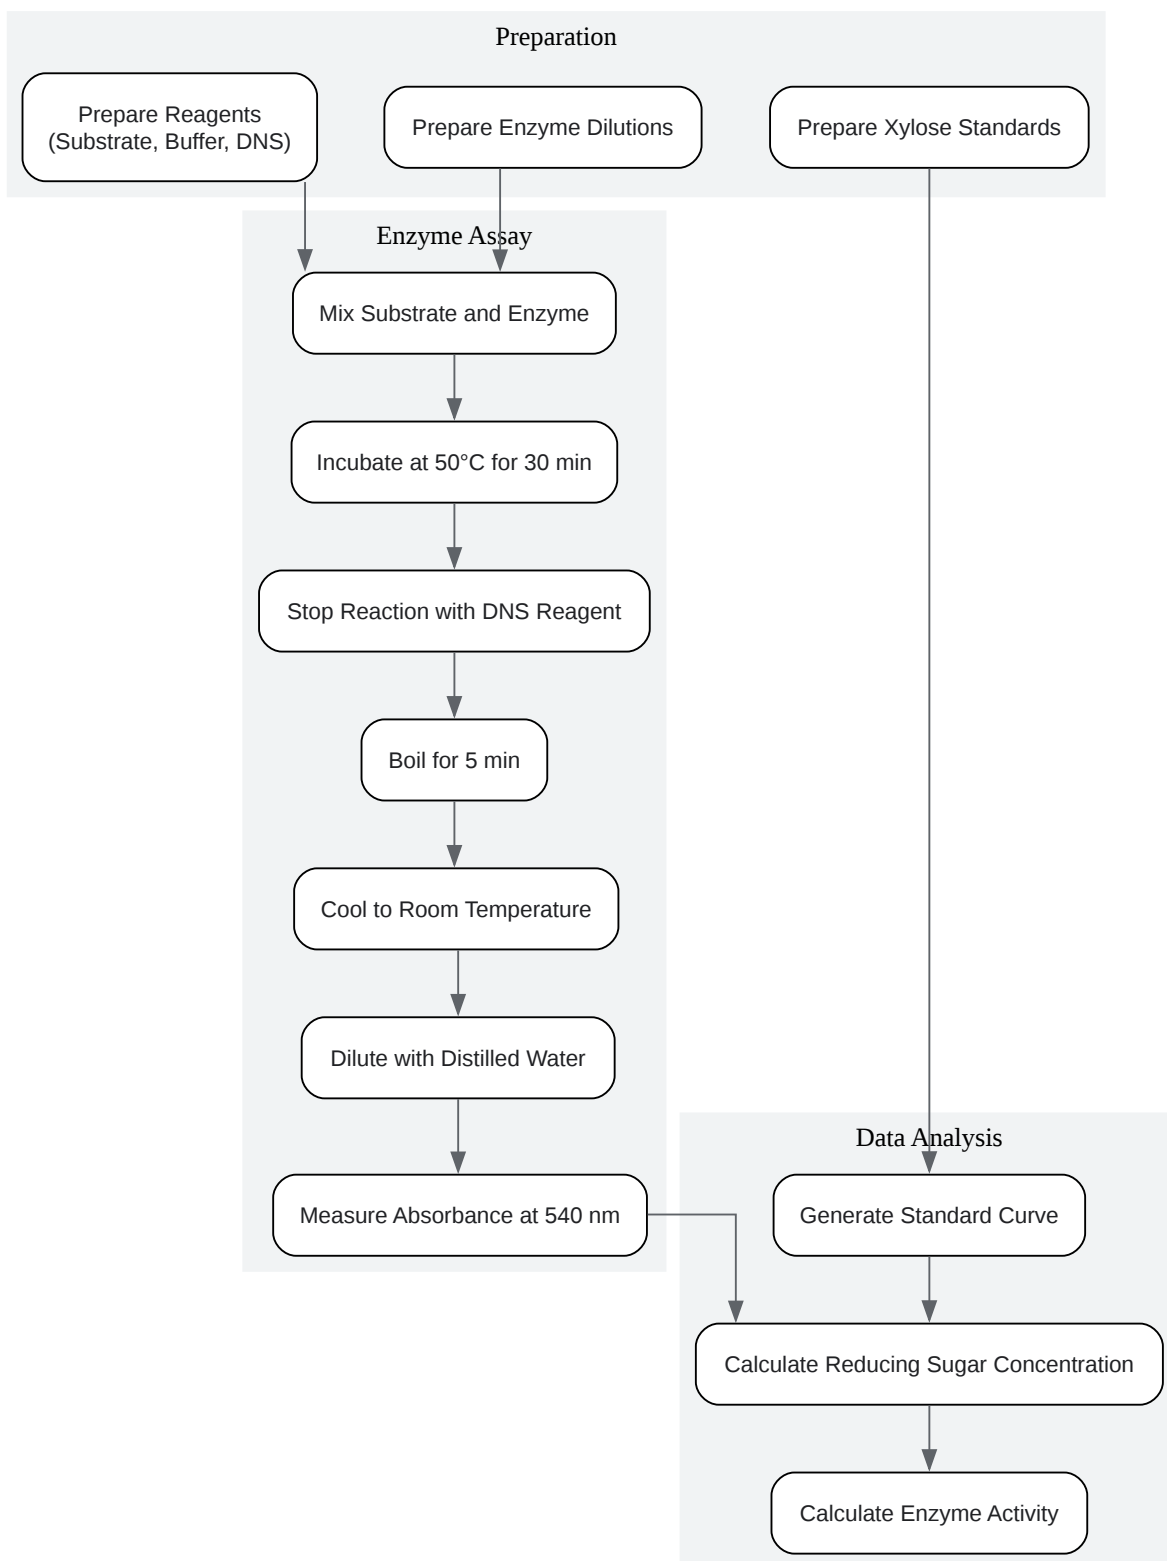 Preparation
Prepare Reagents
(Substrate, Buffer, DNS)
Prepare Enzyme Dilutions
Prepare Xylose Standards
Enzyme Assay
Mix Substrate and Enzyme
Incubate at 50°C for 30 min
Stop Reaction with DNS Reagent
Boil for 5 min
Cool to Room Temperature
Dilute with Distilled Water
Measure Absorbance at 540 nm
Data Analysis
Generate Standard Curve
Calculate Reducing Sugar Concentration
Calculate Enzyme Activity